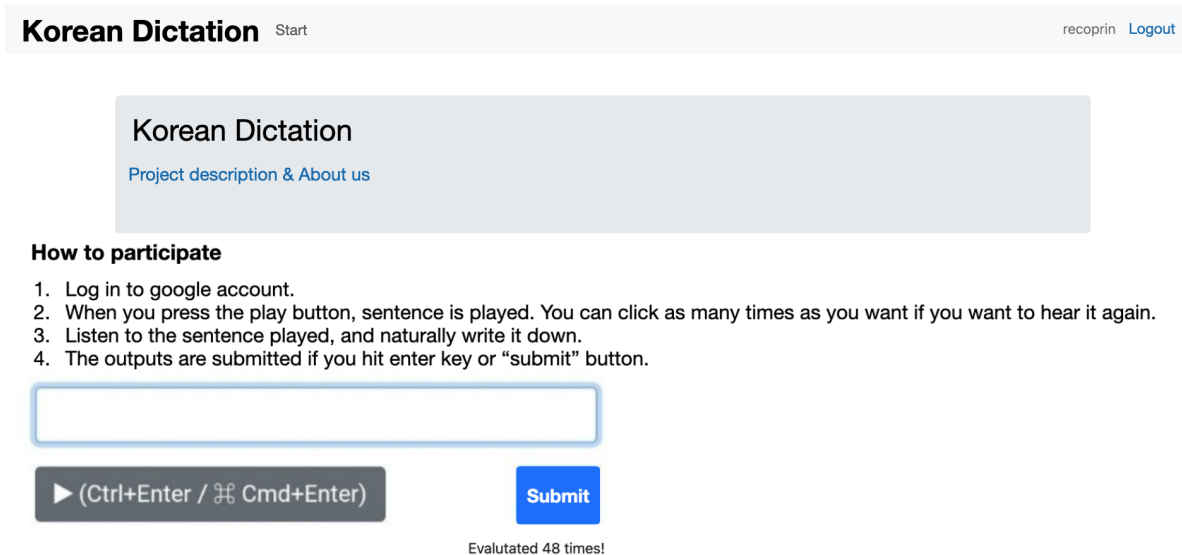 Korean Dictation Start recoprin Logout
Korean Dictation
Project description & About us
How to participate
1. Log in to google account.
2. When you press the play button, sentence is played. You can click as many times as you want if you want to hear it again.
3. Listen to the sentence played, and naturally write it down.
4. The outputs are submitted if you hit enter key or “submit” button.
▶ (Ctrl+Enter / ⌘ Cmd+Enter) Submit
Evalutated 48 times!